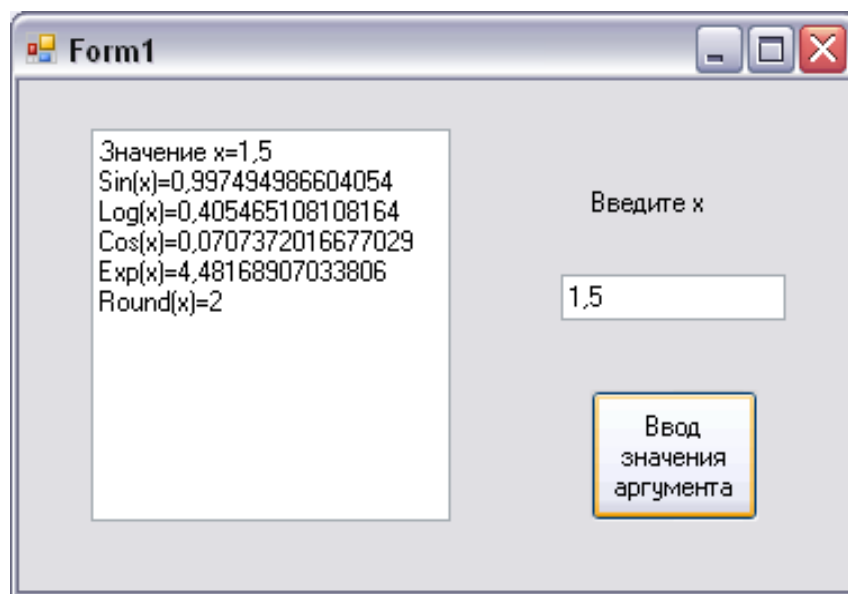 Form1
Значение x=1,5
Sin(x)=0,997494986604054
Log(x)=0,405465108108164
Cos(x)=0,0707372016677029
Exp(x)=4,48168907033806
Round(x)=2
Введите x
1,5
Ввод
значения
аргумента